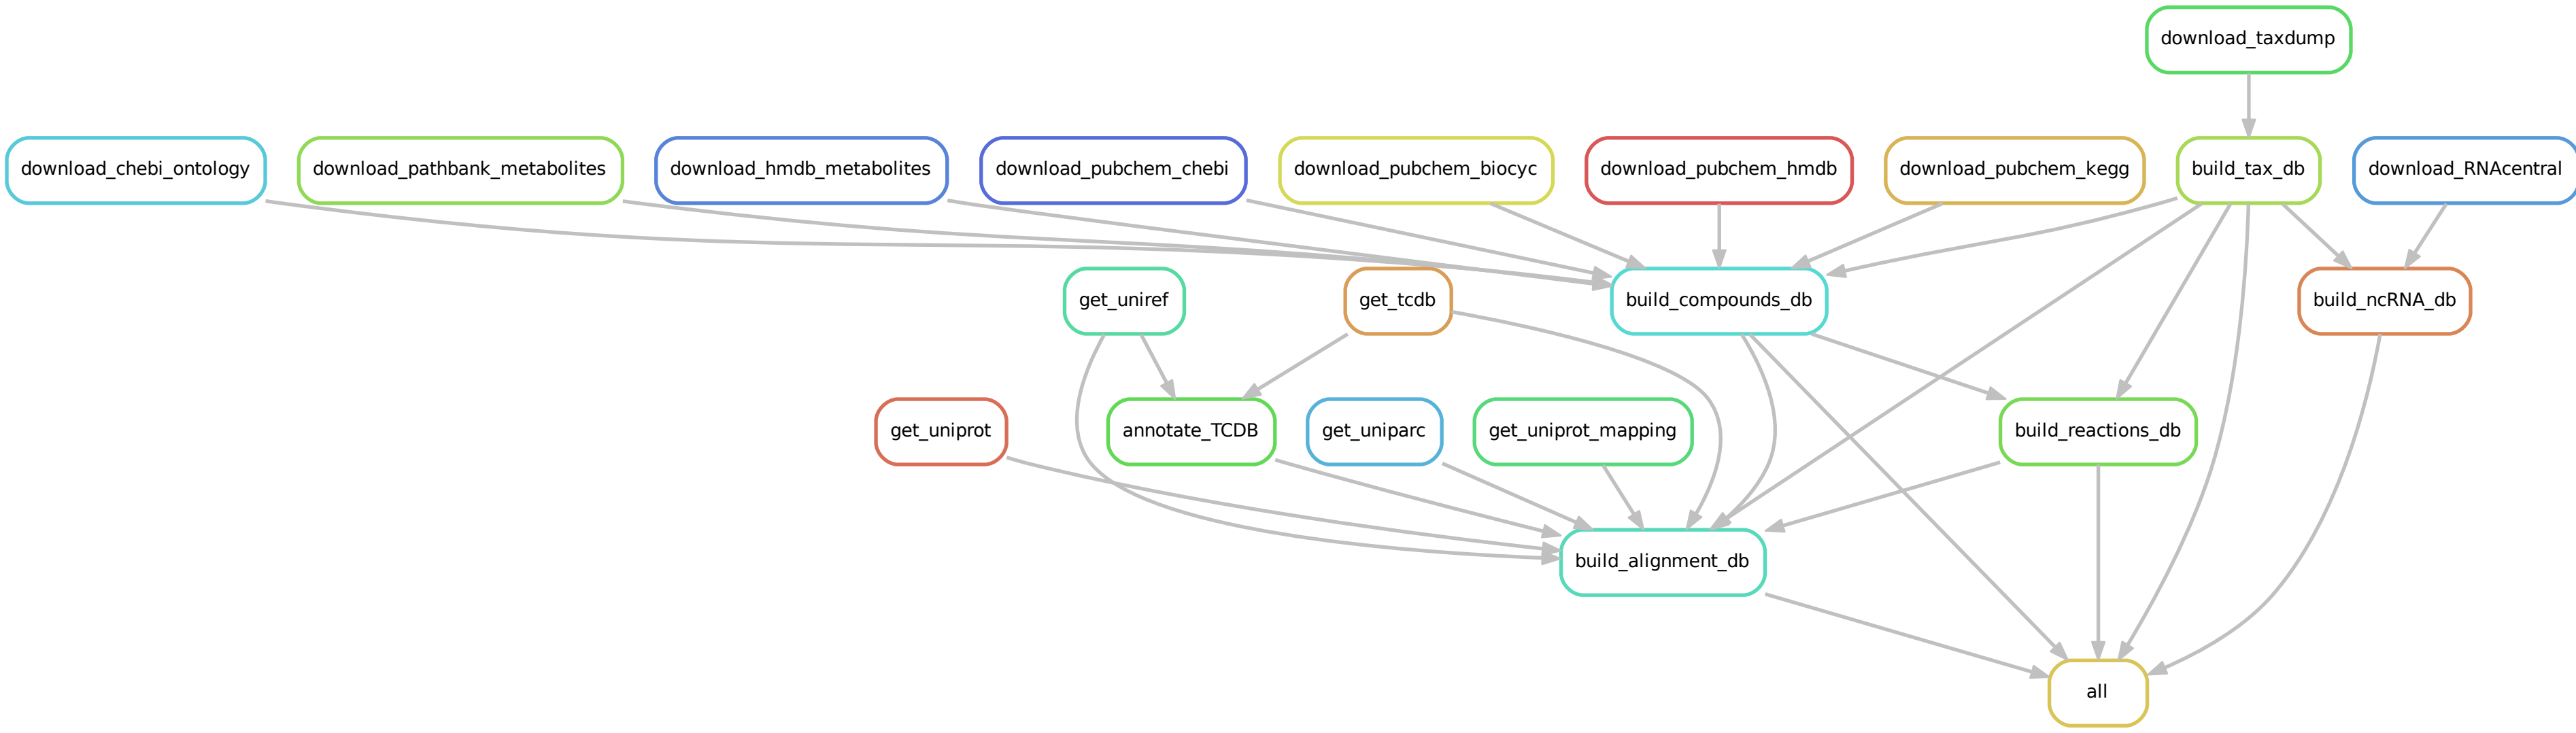 download_taxdump
download_chebi_ontology
download_pathbank_metabolites
download_hmdb_metabolites
download_pubchem_chebi
download_pubchem_biocyc
download_pubchem_hmdb
download_pubchem_kegg
build_tax_db
download_RNAcentral
get_uniref
get_tcdb
build_compounds_db
build_ncRNA_db
get_uniprot
annotate_TCDB
get_uniparc
get_uniprot_mapping
build_reactions_db
build_alignment_db
all